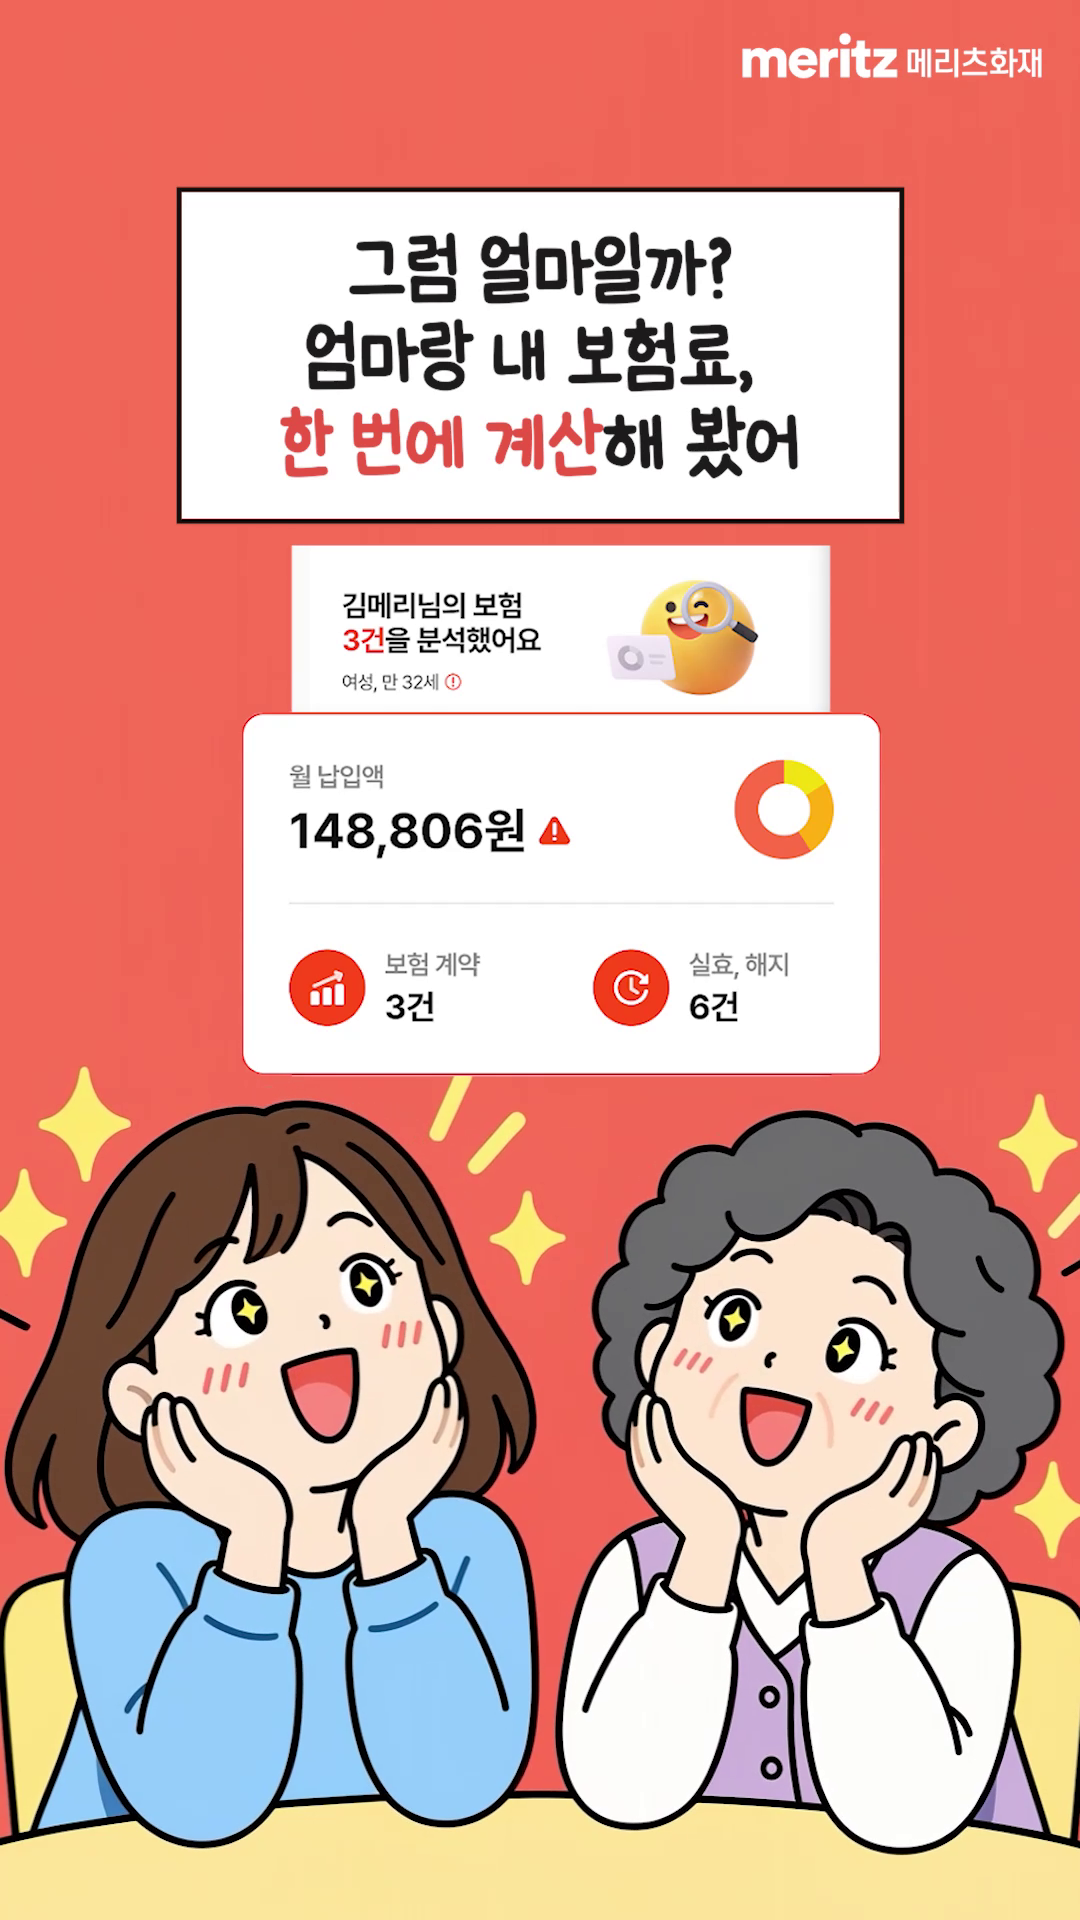 meritz 메리츠화재
그럼 얼마일까?
엄마랑 내 보험료,
한 번에 계산해 봤어
김메리님의 보험
3건을 분석했어요
여성, 만 32세
월 납입액
148,806원
보험 계약
3건
실효, 해지
6건